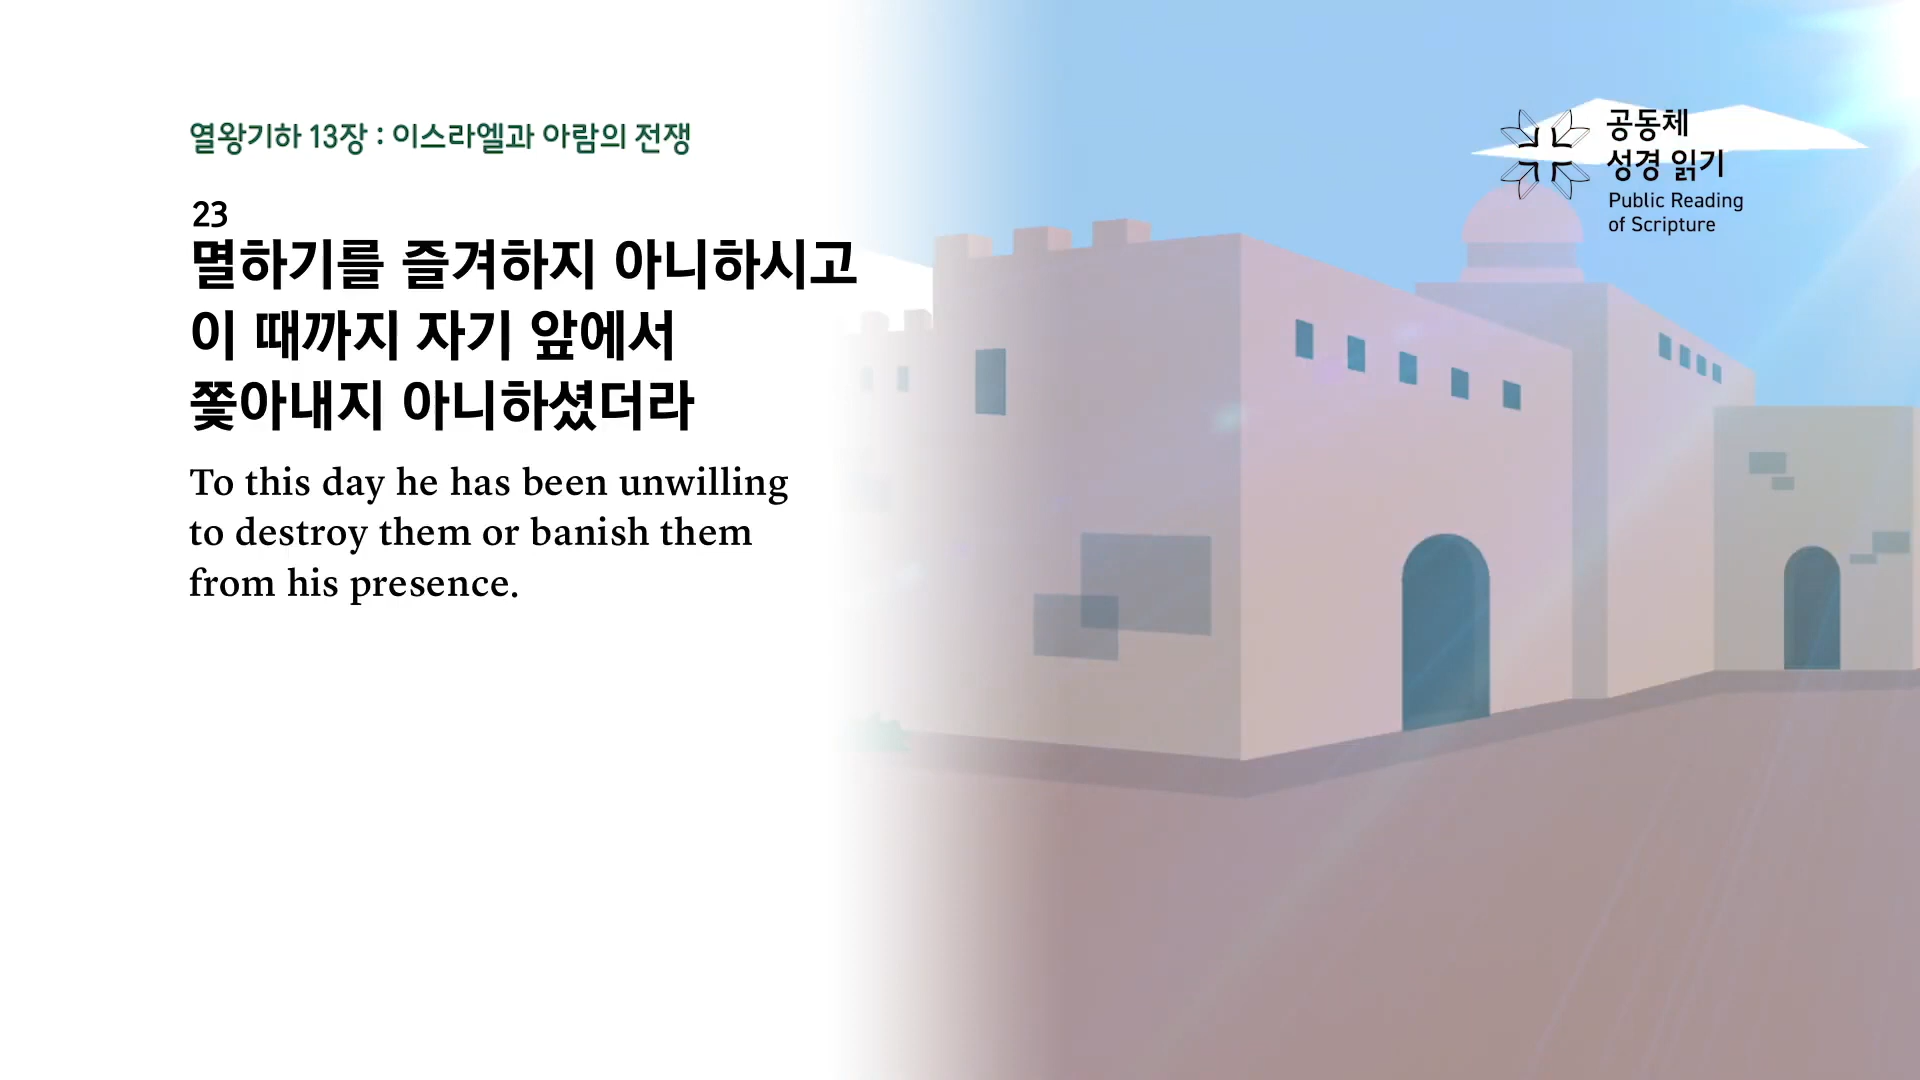 열왕기하 13장 : 이스라엘과 아람의 전쟁
23
멸하기를 즐겨하지 아니하시고
이 때까지 자기 앞에서
쫓아내지 아니하셨더라
To this day he has been unwilling
to destroy them or banish them
from his presence.
공동체
성경 읽기
Public Reading
of Scripture